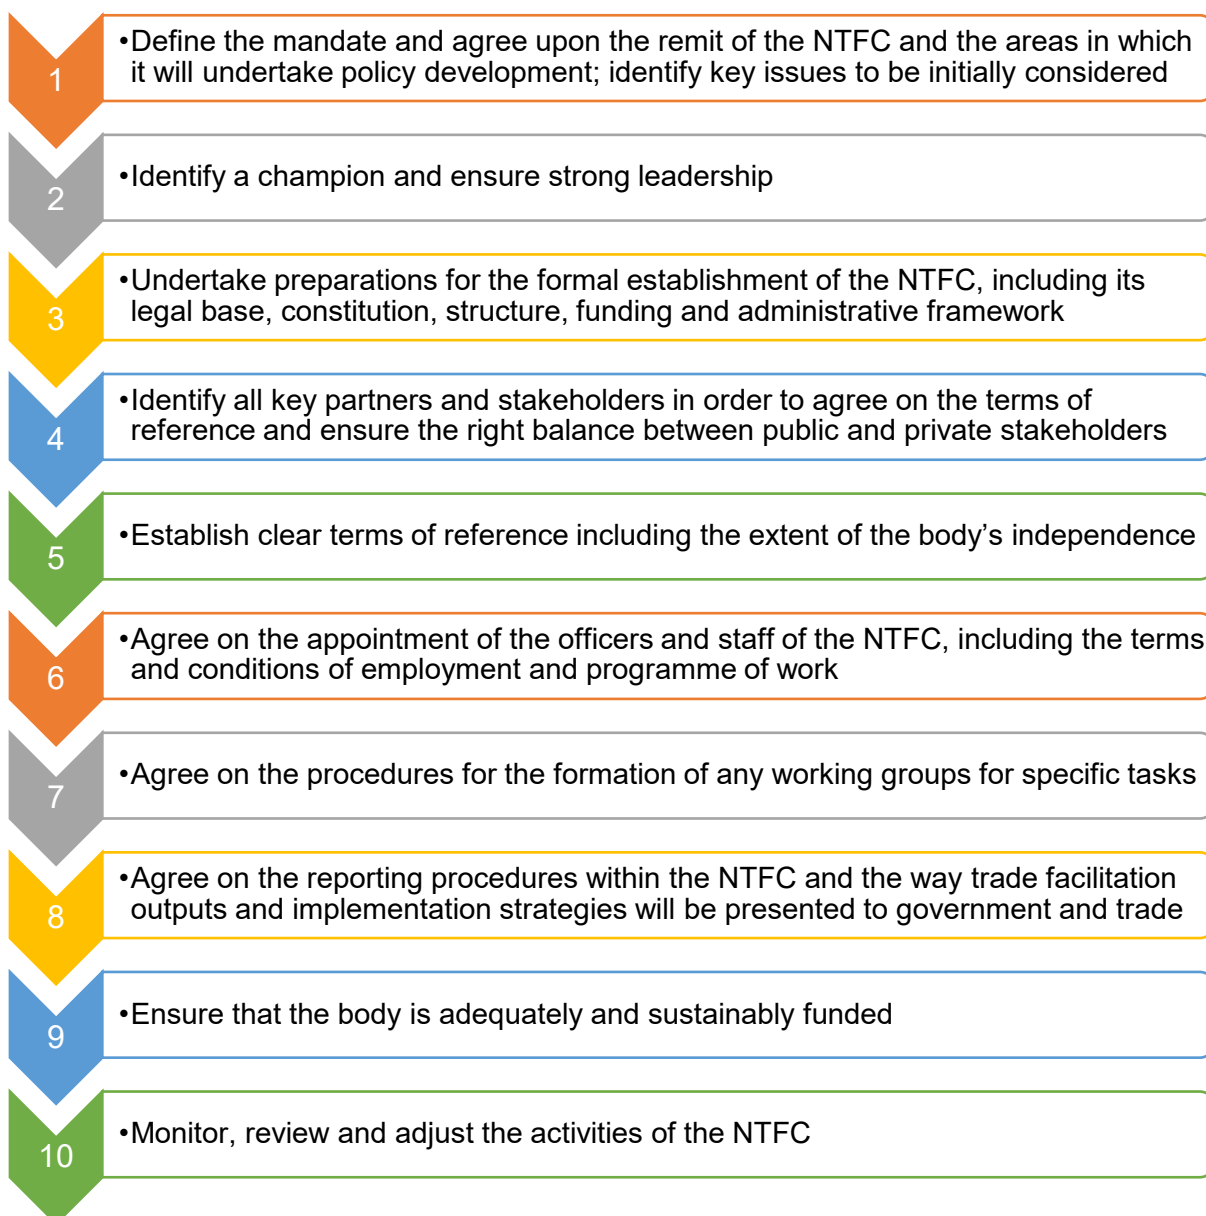 1
•Define the mandate and agree upon the remit of the NTFC and the areas in which
it will undertake policy development; identify key issues to be initially considered
2
•Identify a champion and ensure strong leadership
3
•Undertake preparations for the formal establishment of the NTFC, including its
legal base, constitution, structure, funding and administrative framework
4
•Identify all key partners and stakeholders in order to agree on the terms of
reference and ensure the right balance between public and private stakeholders
5
•Establish clear terms of reference including the extent of the body’s independence
6
•Agree on the appointment of the officers and staff of the NTFC, including the terms
and conditions of employment and programme of work
7
•Agree on the procedures for the formation of any working groups for specific tasks
8
•Agree on the reporting procedures within the NTFC and the way trade facilitation
outputs and implementation strategies will be presented to government and trade
9
•Ensure that the body is adequately and sustainably funded
10
•Monitor, review and adjust the activities of the NTFC